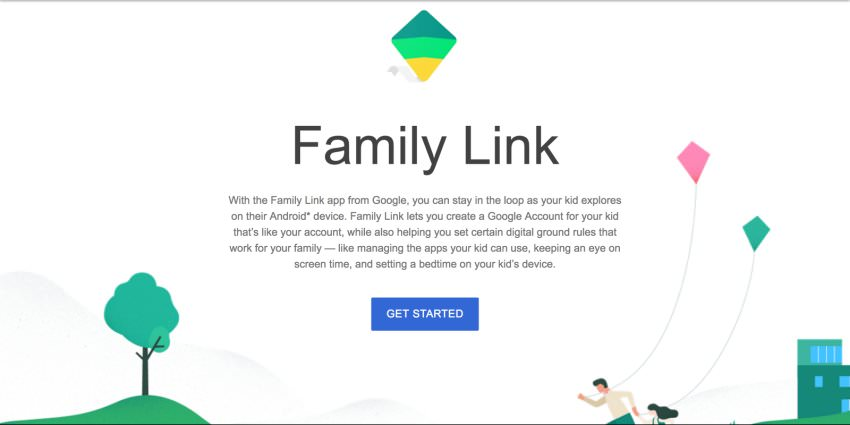 Family Link
With the Family Link app from Google, you can stay in the loop as your kid explores
on their Android* device. Family Link lets you create a Google Account for your kid
that's like your account, while also helping you set certain digital ground rules that
work for your family — like managing the apps your kid can use, keeping an eye on
screen time, and setting a bedtime on your kid's device.
GET STARTED